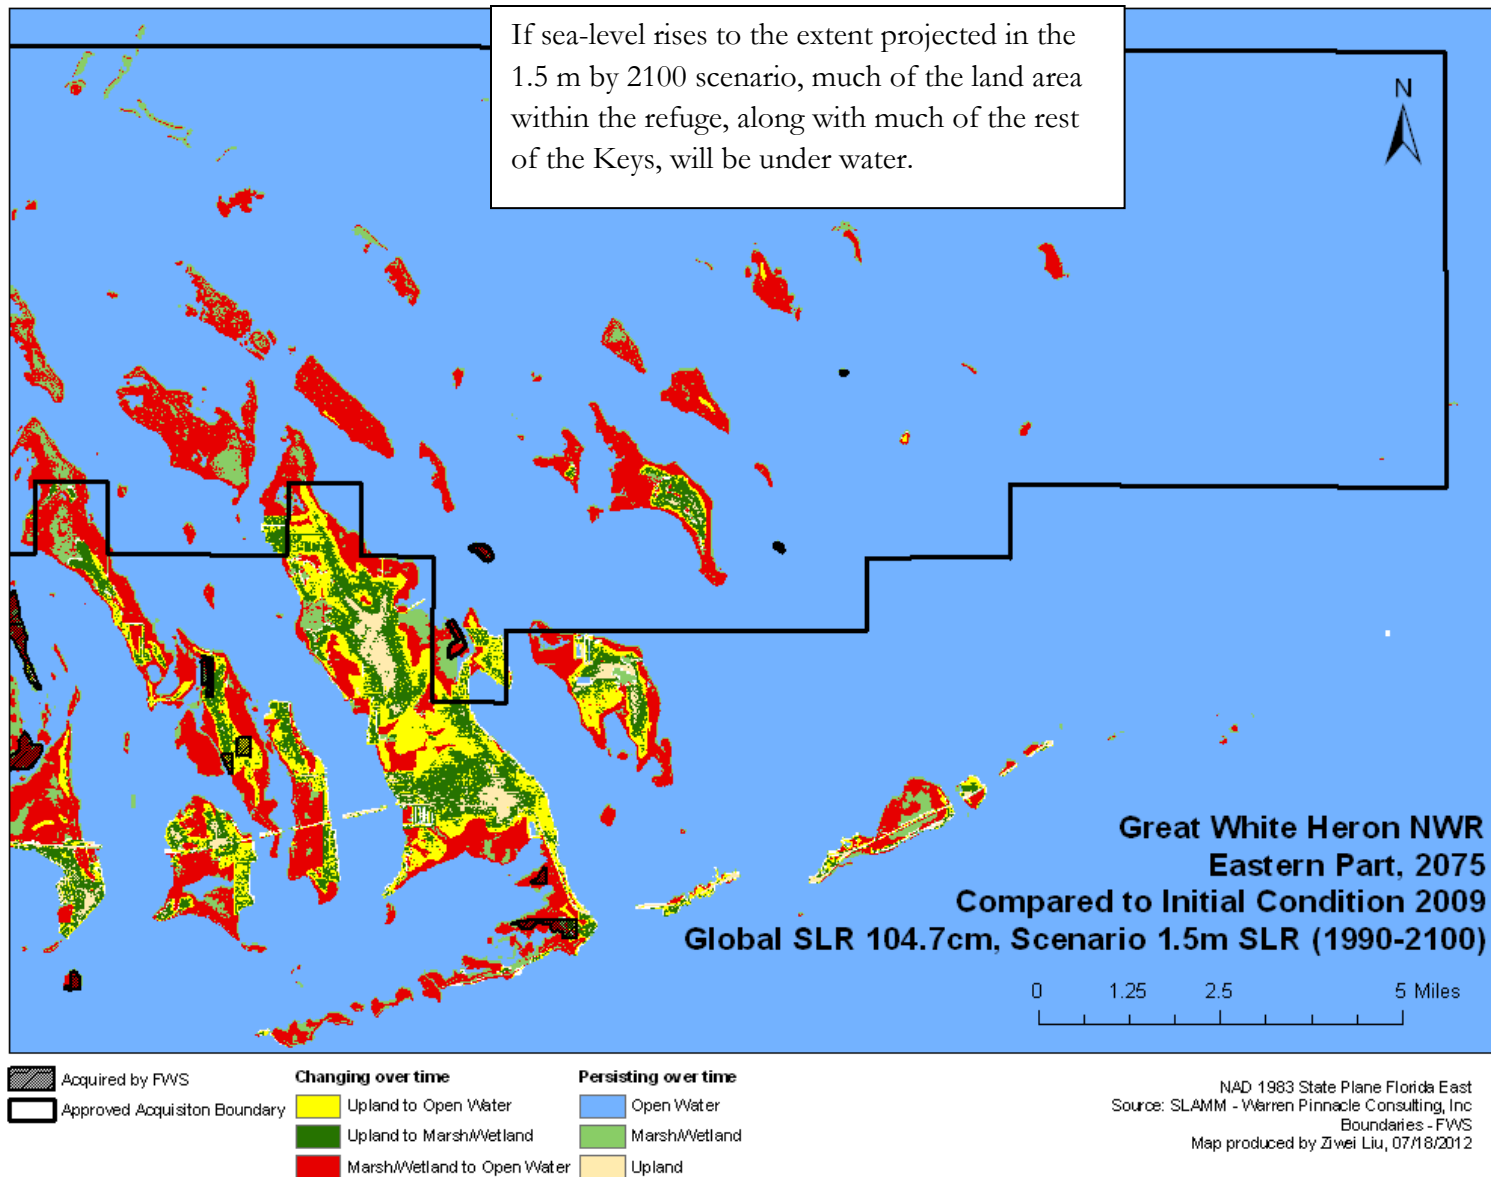 If sea-level rises to the extent projected in the
1.5 m by 2100 scenario, much of the land area
within the refuge, along with much of the rest
of the Keys, will be under water.
N
Great White Heron NWR
Eastern Part, 2075
Compared to Initial Condition 2009
Global SLR 104.7cm, Scenario 1.5m SLR (1990-2100)
0 1.25 2.5 5 Miles
Acquired by FWS
Approved Acquisiton Boundary
Changing over time
Upland to Open Water
Upland to Marsh/Wetland
Marsh/Wetland to Open Water
Persisting over time
Open Water
Marsh/Wetland
Upland
NAD 1983 State Plane Florida East
Source: SLAMM - Warren Pinnacle Consulting, Inc
Boundaries - FWS
Map produced by Ziwei Liu, 07/18/2012